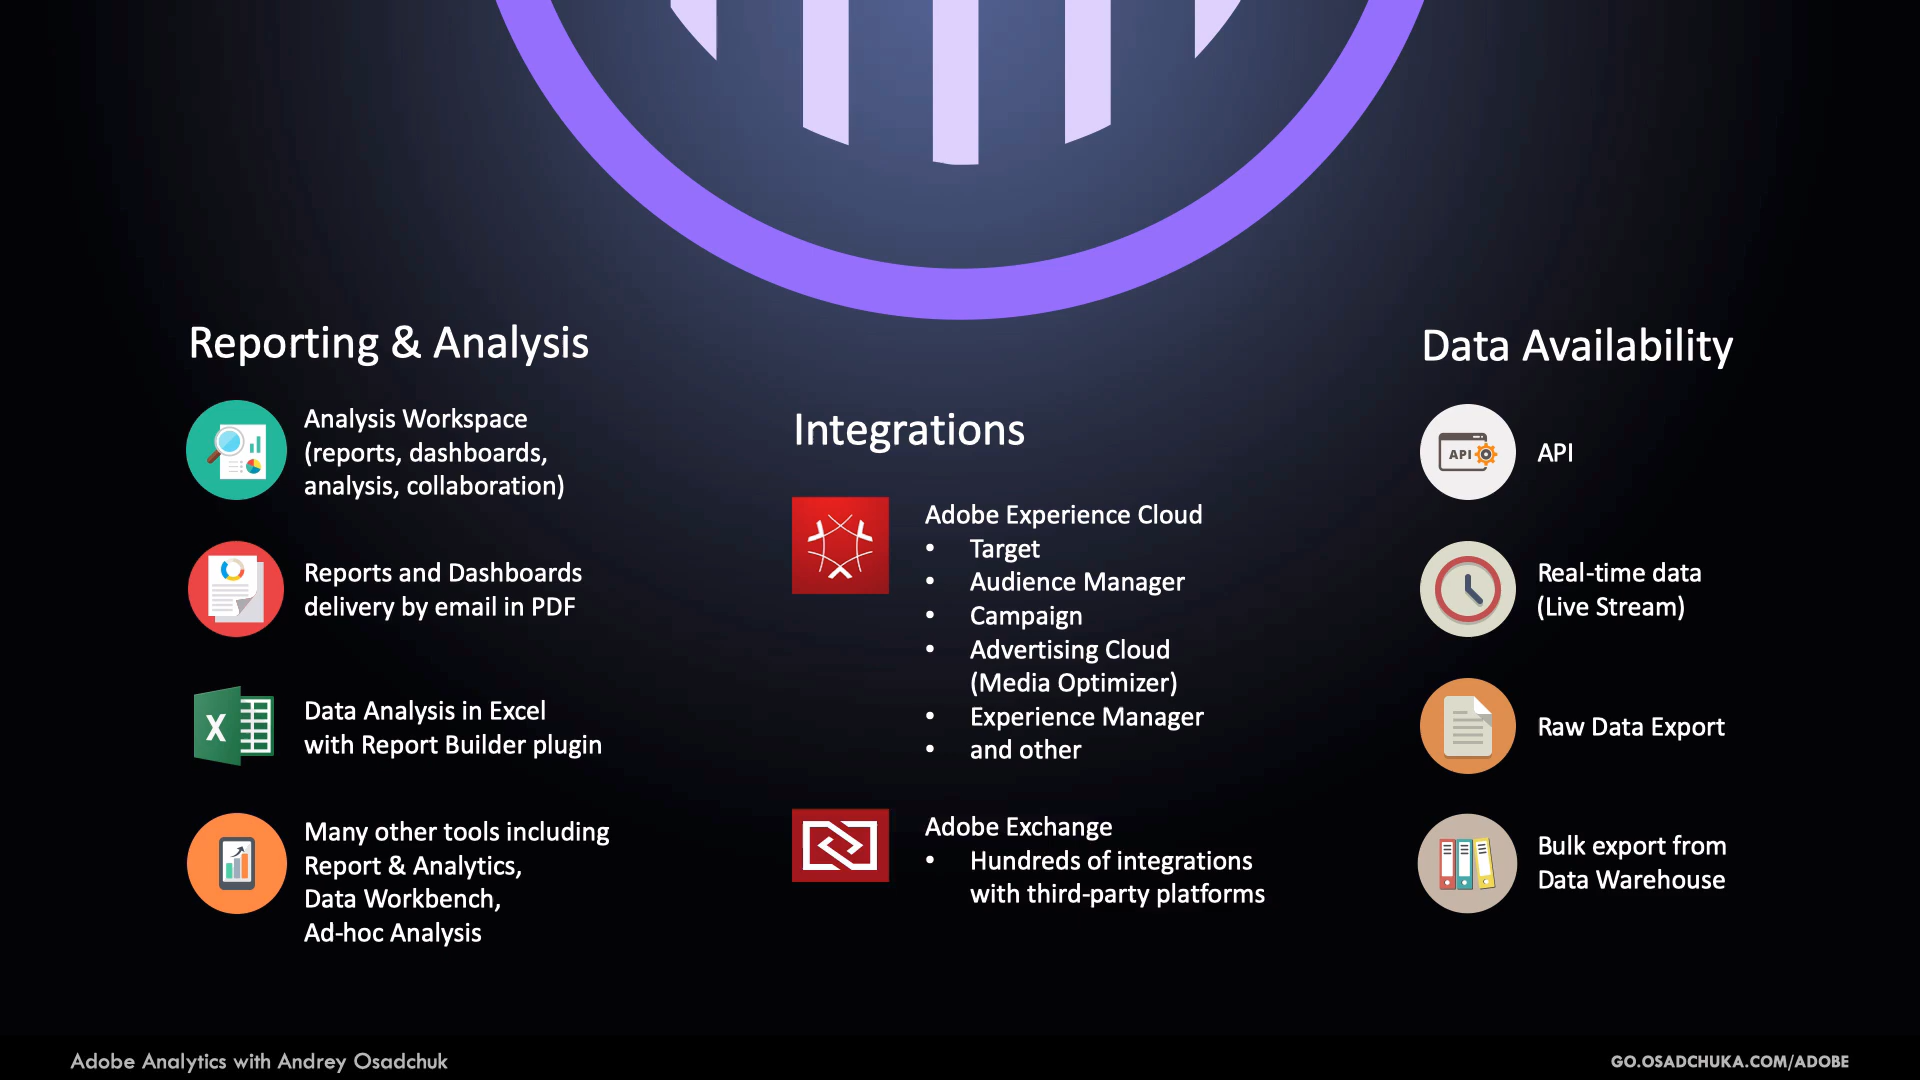 Reporting & Analysis
Analysis Workspace
(reports, dashboards,
analysis, collaboration)
Reports and Dashboards
delivery by email in PDF
X
Data Analysis in Excel
with Report Builder plugin
Many other tools including
Report & Analytics,
Data Workbench,
Ad-hoc Analysis
Integrations
Adobe Experience Cloud
• Target
• Audience Manager
• Campaign
• Advertising Cloud
(Media Optimizer)
• Experience Manager
• and other
Adobe Exchange
• Hundreds of integrations
with third-party platforms
Data Availability
API
API
Real-time data
(Live Stream)
Raw Data Export
Bulk export from
Data Warehouse
Adobe Analytics with Andrey Osadchuk
GO.OSADCHUKA.COM/ADOBE